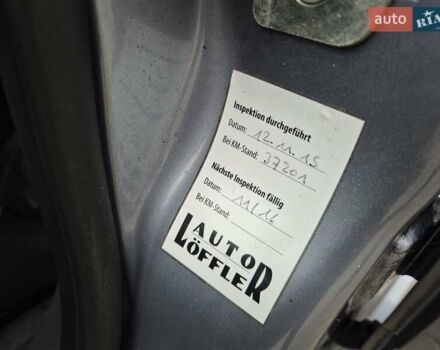 auto RIA
Inspektion durchgeführt
Datum: 12.11.15
Bei KM-Stand: 37201
Nächste Inspektion fällig
Datum: 11/16
Bei KM-Stand:
AUTO
LÖFFLER